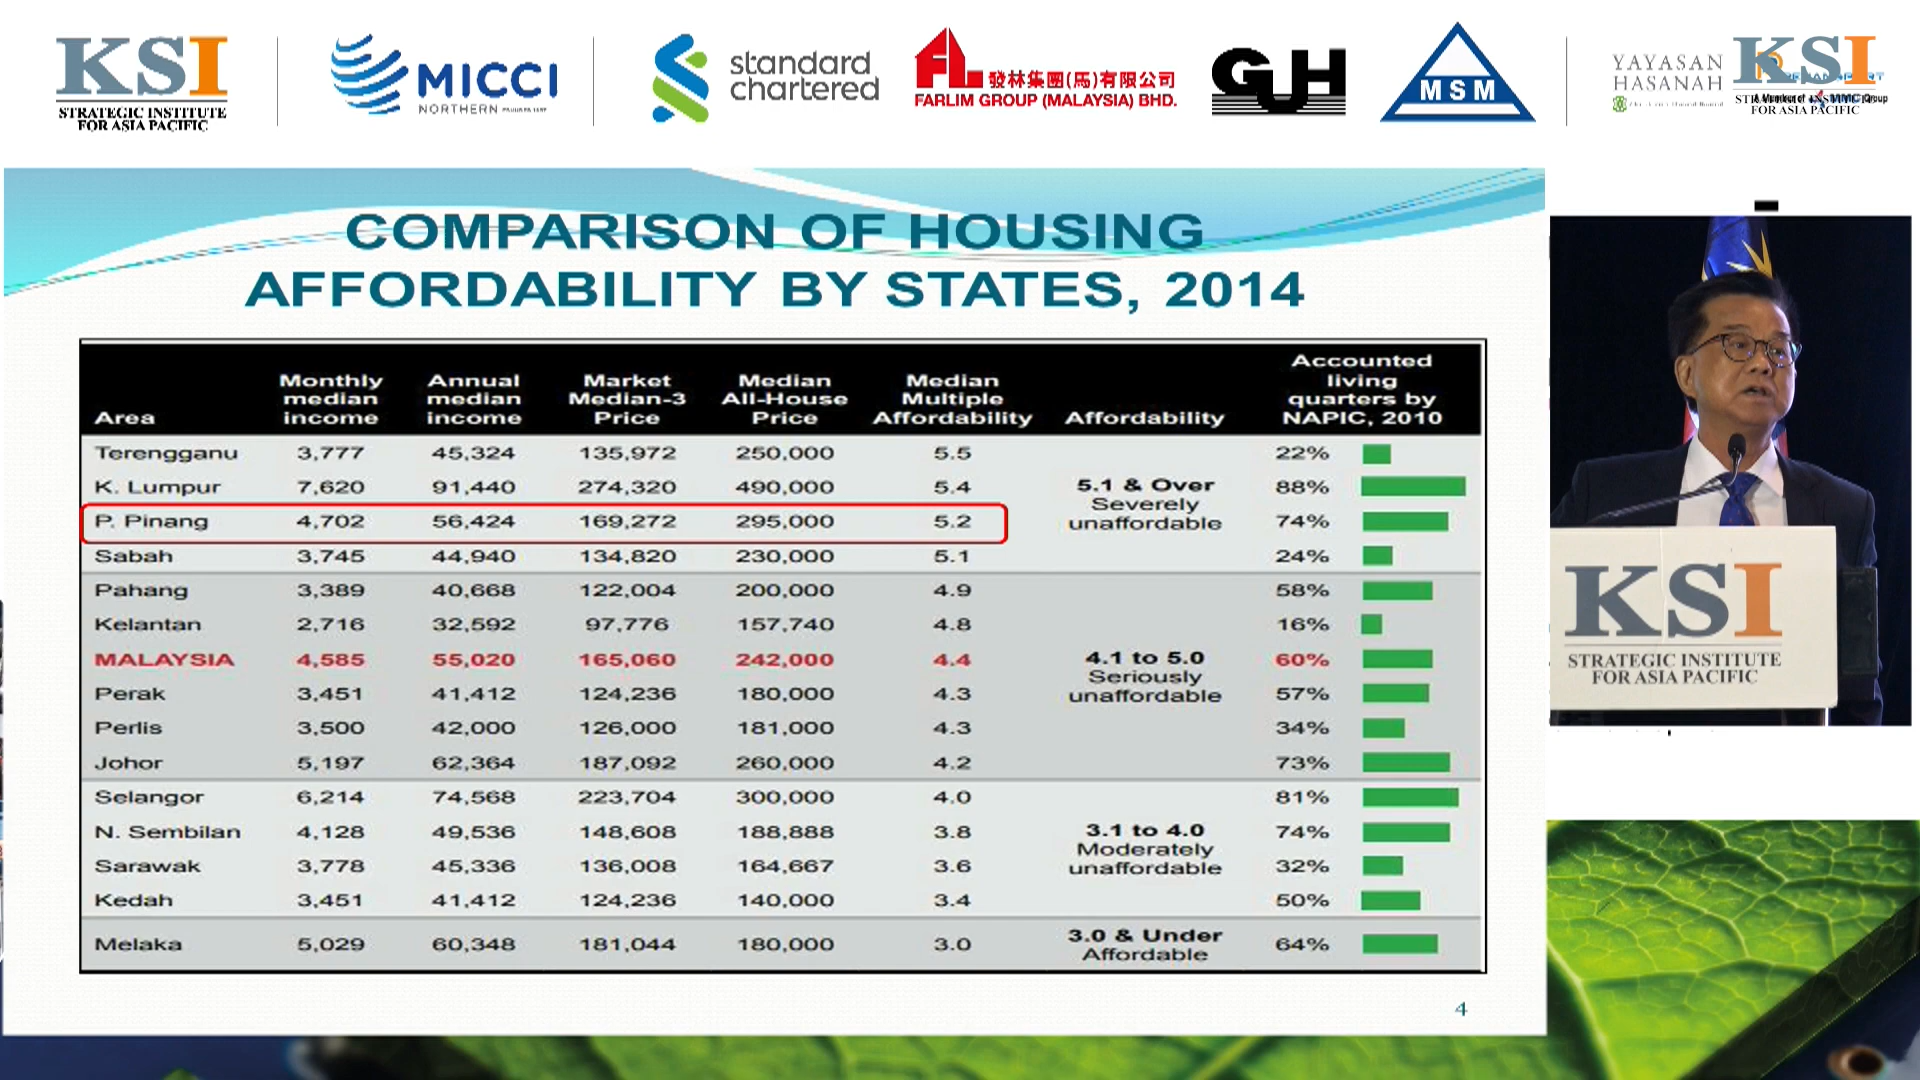 KSI
STRATEGIC INSTITUTE
FOR ASIA PACIFIC
MICCI
NORTHERN
standard
chartered
FL
發林集團(馬)有限公司
FARLIM GROUP (MALAYSIA) BHD.
GUH
MSM
YAYASAN
HASANAH
KSI
FOR ASIA PACIFIC
COMPARISON OF HOUSING
AFFORDABILITY BY STATES, 2014
Area Monthly median income Annual median income Market Median-3 Price Median All-House Price Median Multiple Affordability Affordability Accounted living quarters by NAPIC, 2010
Terengganu 3,777 45,324 135,972 250,000 5.5 22%
K. Lumpur 7,620 91,440 274,320 490,000 5.4 88%
P. Pinang 4,702 56,424 169,272 295,000 5.2 74%
Sabah 3,745 44,940 134,820 230,000 5.1 24%
5.1 & Over
Severely
unaffordable
Pahang 3,389 40,668 122,004 200,000 4.9 58%
Kelantan 2,716 32,592 97,776 157,740 4.8 16%
MALAYSIA 4,585 55,020 165,060 242,000 4.4 60%
Perak 3,451 41,412 124,236 180,000 4.3 57%
Perlis 3,500 42,000 126,000 181,000 4.3 34%
Johor 5,197 62,364 187,092 260,000 4.2 73%
4.1 to 5.0
Seriously
unaffordable
Selangor 6,214 74,568 223,704 300,000 4.0 81%
N. Sembilan 4,128 49,536 148,608 188,888 3.8 74%
Sarawak 3,778 45,336 136,008 164,667 3.6 32%
Kedah 3,451 41,412 124,236 140,000 3.4 50%
3.1 to 4.0
Moderately
unaffordable
Melaka 5,029 60,348 181,044 180,000 3.0 64%
3.0 & Under
Affordable
4
KSI
STRATEGIC INSTITUTE
FOR ASIA PACIFIC